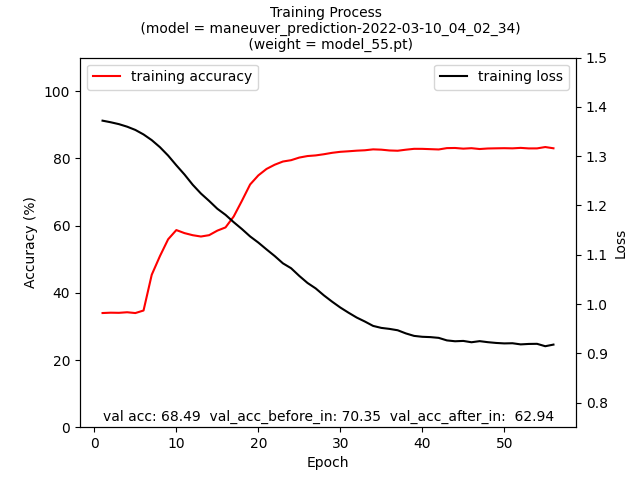 Training Process
(model = maneuver_prediction-2022-03-10_04_02_34)
(weight = model_55.pt)
training accuracy
training loss
Accuracy (%)
100
80
60
40
20
0
1.5
1.4
1.3
1.2
1.1
1.0
0.9
0.8
Loss
val acc: 68.49 val_acc_before_in: 70.35 val_acc_after_in: 62.94
0 10 20 30 40 50
Epoch